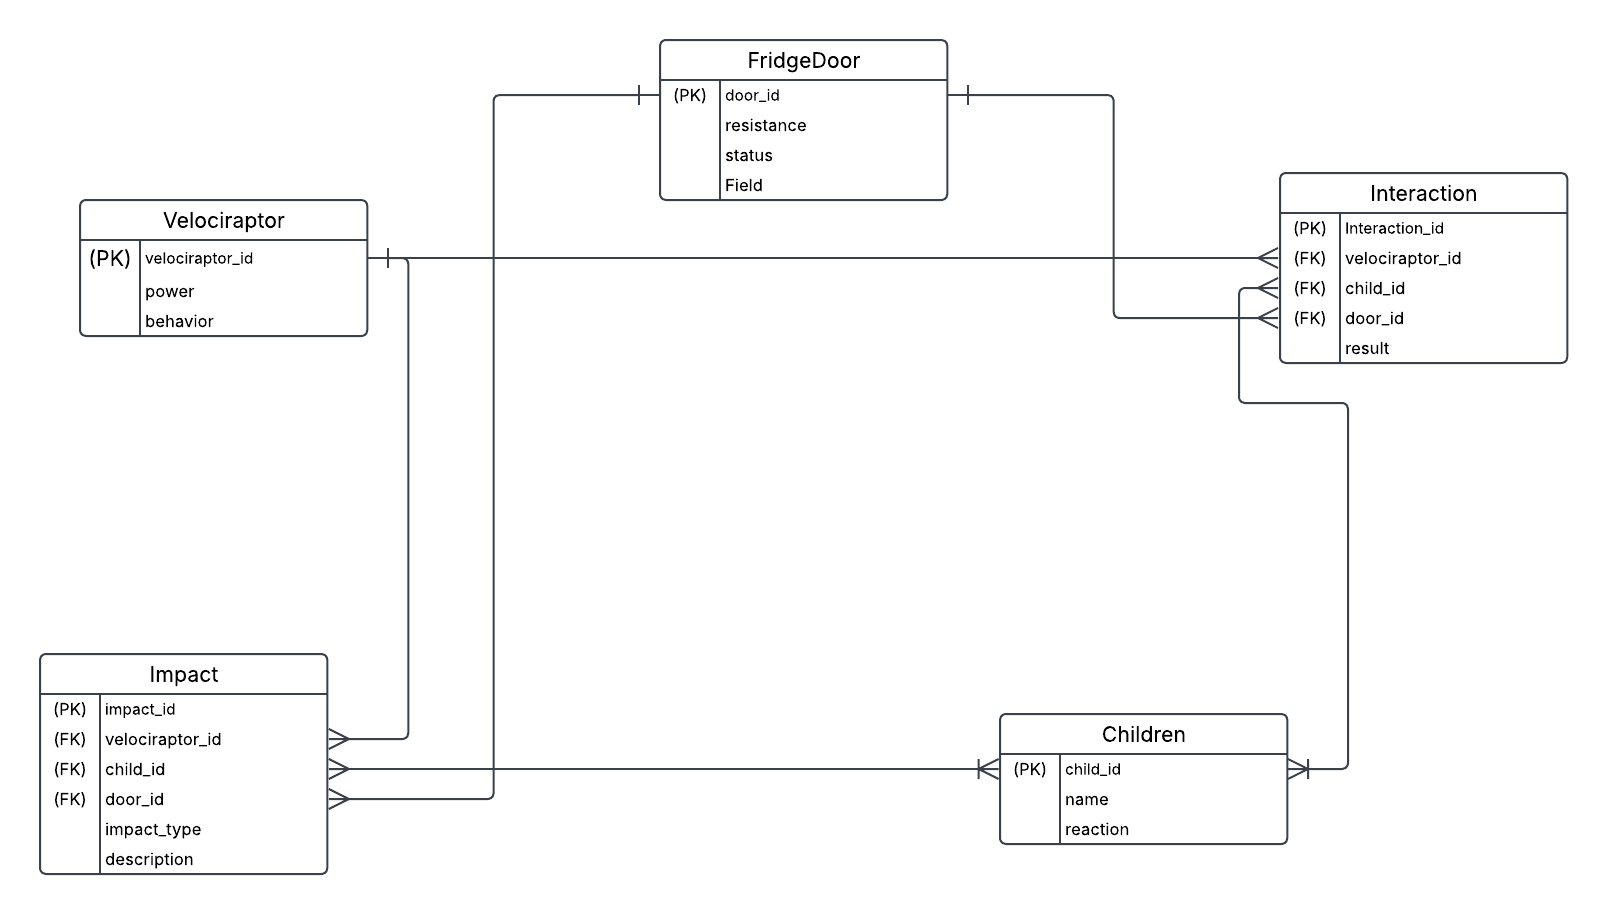 FridgeDoor
(PK) door_id
resistance
status
Field
Velociraptor
(PK) velociraptor_id
power
behavior
Interaction
(PK) Interaction_id
(FK) velociraptor_id
(FK) child_id
(FK) door_id
result
Impact
(PK) impact_id
(FK) velociraptor_id
(FK) child_id
(FK) door_id
impact_type
description
Children
(PK) child_id
name
reaction